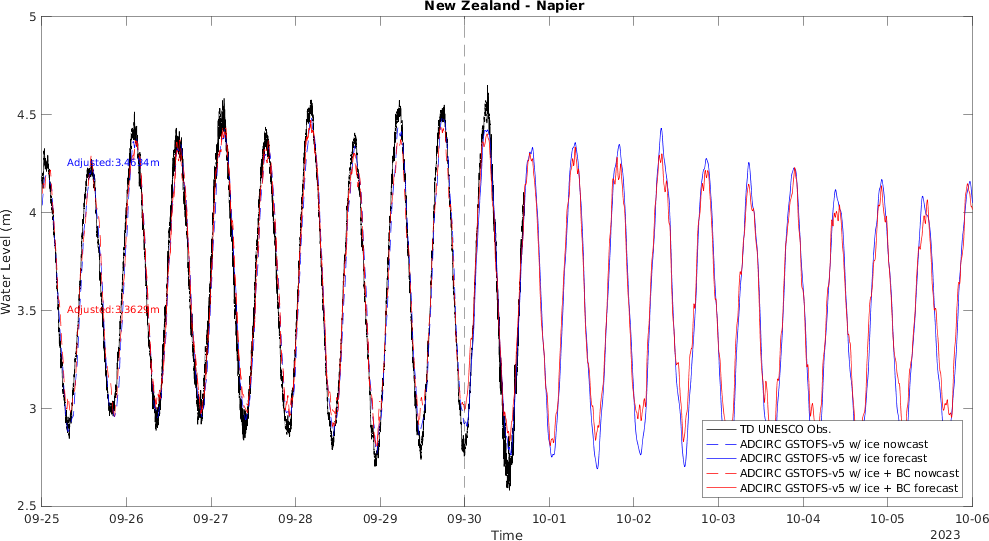 New Zealand - Napier
5
4.5
4
3.5
3
2.5
Water Level (m)
Adjusted:3.4634m
Adjusted:3.3629m
TD UNESCO Obs.
ADCIRC GSTOFS-v5 w/ ice nowcast
ADCIRC GSTOFS-v5 w/ ice forecast
ADCIRC GSTOFS-v5 w/ ice + BC nowcast
ADCIRC GSTOFS-v5 w/ ice + BC forecast
09-25 09-26 09-27 09-28 09-29 09-30 10-01 10-02 10-03 10-04 10-05 10-06
Time
2023